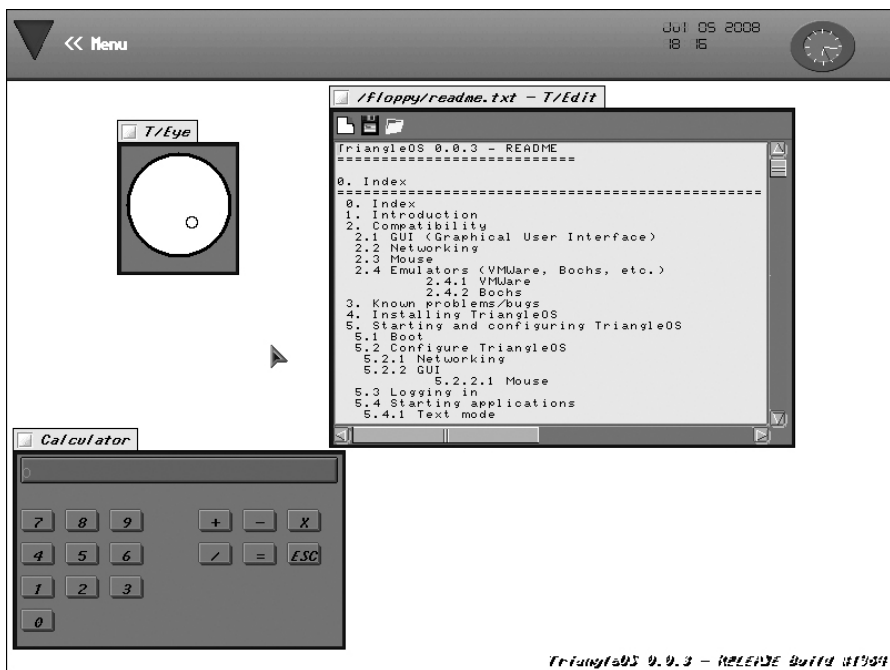 << Menu
Jul 05 2008
18 15
/floppy/readme.txt - T/Edit
T/Eye
TriangleOS 0.0.3 - README
============================
0. Index
==================================================
0. Index
1. Introduction
2. Compatibility
2.1 GUI (Graphical User Interface)
2.2 Networking
2.3 Mouse
2.4 Emulators (VMWare, Bochs, etc.)
2.4.1 VMWare
2.4.2 Bochs
3. Known problems/bugs
4. Installing TriangleOS
5. Starting and configuring TriangleOS
5.1 Boot
5.2 Configure TriangleOS
5.2.1 Networking
5.2.2 GUI
5.2.2.1 Mouse
5.3 Logging in
5.4 Starting applications
5.4.1 Text mode
Calculator
0
7 8 9 + - X
4 5 6 / = ESC
1 2 3
0
TriangleOS 0.0.3 - RELEASE Build